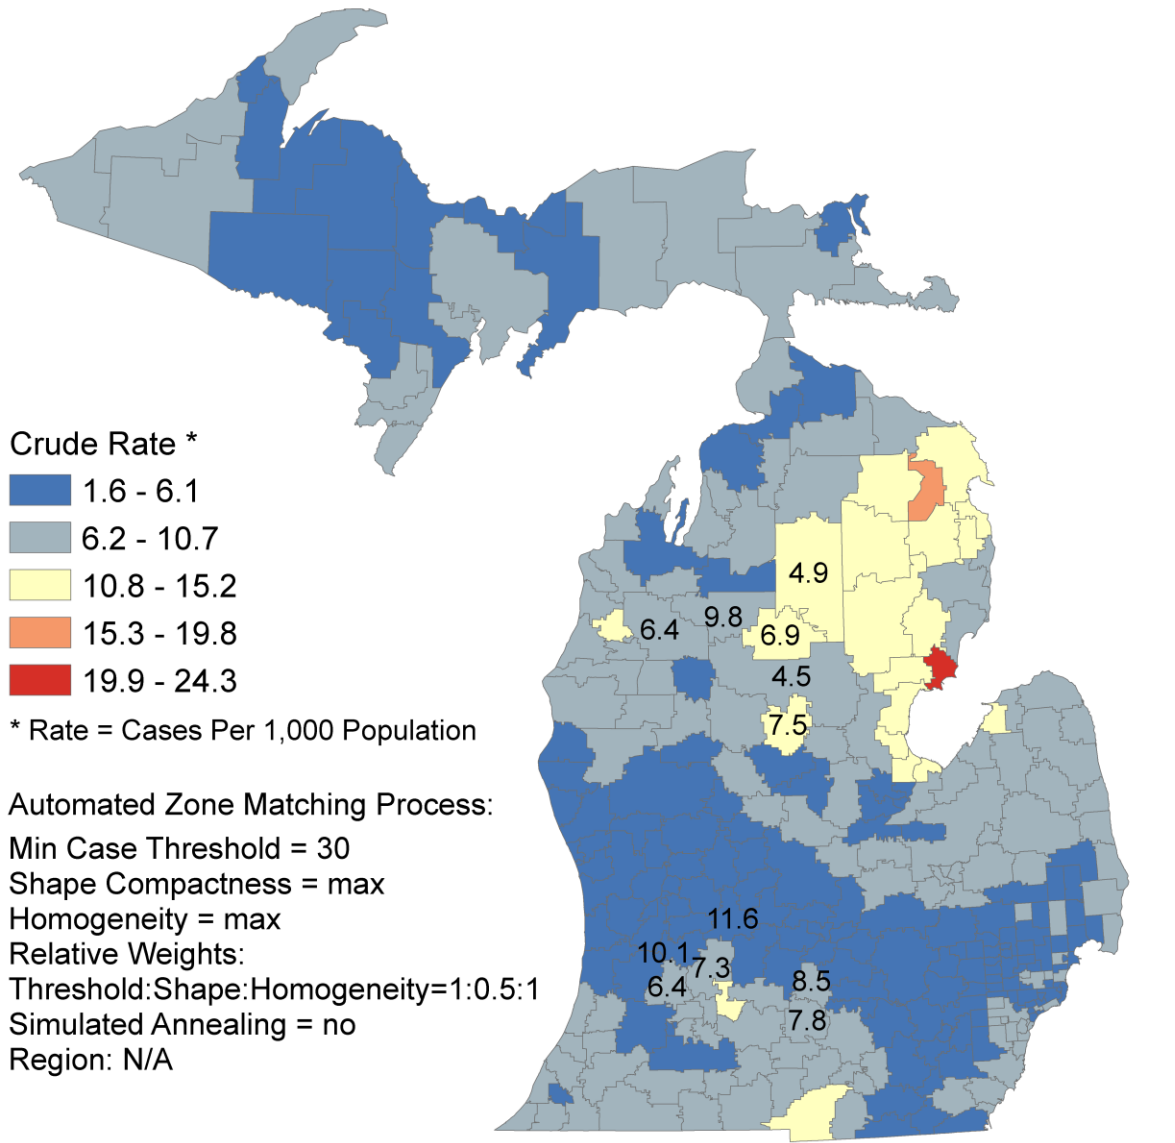 Crude Rate *
1.6 - 6.1
6.2 - 10.7
10.8 - 15.2
15.3 - 19.8
19.9 - 24.3
* Rate = Cases Per 1,000 Population
Automated Zone Matching Process:
Min Case Threshold = 30
Shape Compactness = max
Homogeneity = max
Relative Weights:
Threshold:Shape:Homogeneity=1:0.5:1
Simulated Annealing = no
Region: N/A
4.9
9.8
6.4
6.9
4.5
7.5
11.6
10.1
7.3
6.4
8.5
7.8